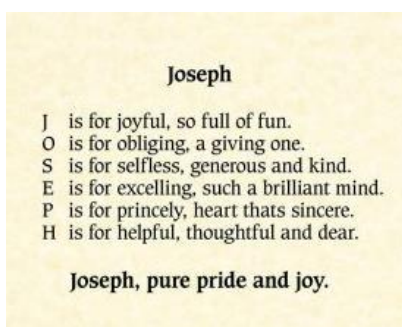 Joseph
J is for joyful, so full of fun.
O is for obliging, a giving one.
S is for selfless, generous and kind.
E is for excelling, such a brilliant mind.
P is for princely, heart thats sincere.
H is for helpful, thoughtful and dear.
Joseph, pure pride and joy.